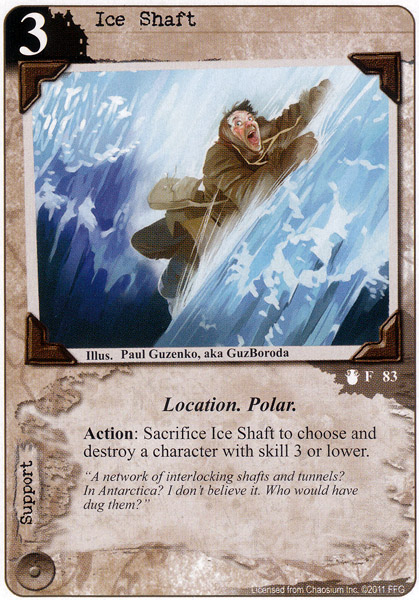 3
Ice Shaft
Illus. Paul Guzenko, aka GuzBoroda
F 83
Location. Polar.
Action: Sacrifice Ice Shaft to choose and
destroy a character with skill 3 or lower.
“A network of interlocking shafts and tunnels?
In Antarctica? I don’t believe it. Who would have
dug them?”
Support
Licensed from Chaosium Inc. ©2011 FFG